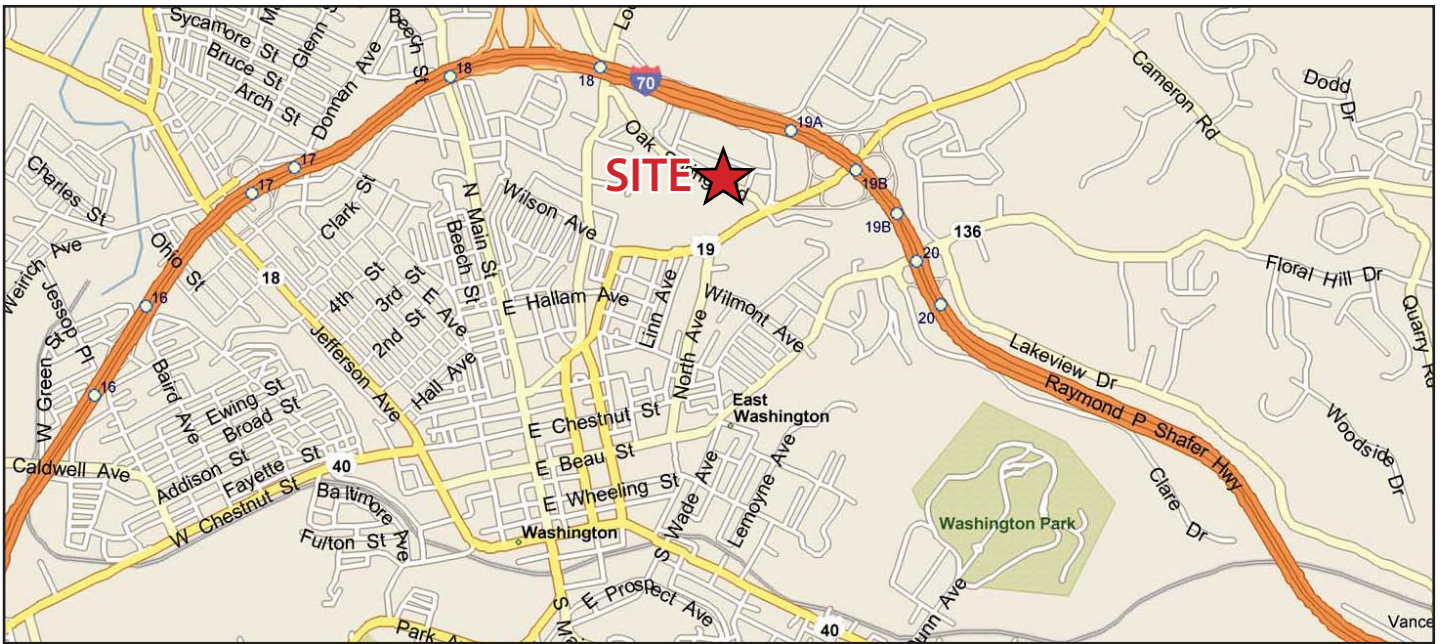 Sycamore St
Bruce St
Arch St
Glenn
Donnan Ave
Beech St
18
18
70
19A
Cameron Rd
Dodd Dr
Oak Spring Rd
SITE
17
17
Charles St
Clark St
N Main St
Beech St
Wilson Ave
19B
19B
136
19
20
20
Weirich Ave
Ohio St
18
4th St
3rd St
2nd St
E Ave
Hall Ave
E Hallam Ave
Linn Ave
North Ave
Wilmont Ave
Floral Hill Dr
Quarry Rd
Jessop Pl
16
16
W Green St
Baird Ave
Jefferson Ave
Lakeview Dr
Raymond P Shafer Hwy
Woodside Dr
Ewing St
Broad St
Addison St
Fayette St
40
E Chestnut St
East
Washington
E Beau St
E Wheeling St
Caldwell Ave
W Chestnut St
Baltimore Ave
Fulton St
Washington
S Wade Ave
Lemoyne Ave
Washington Park
Clare Dr
E Prospect Ave
40
Park
Vance